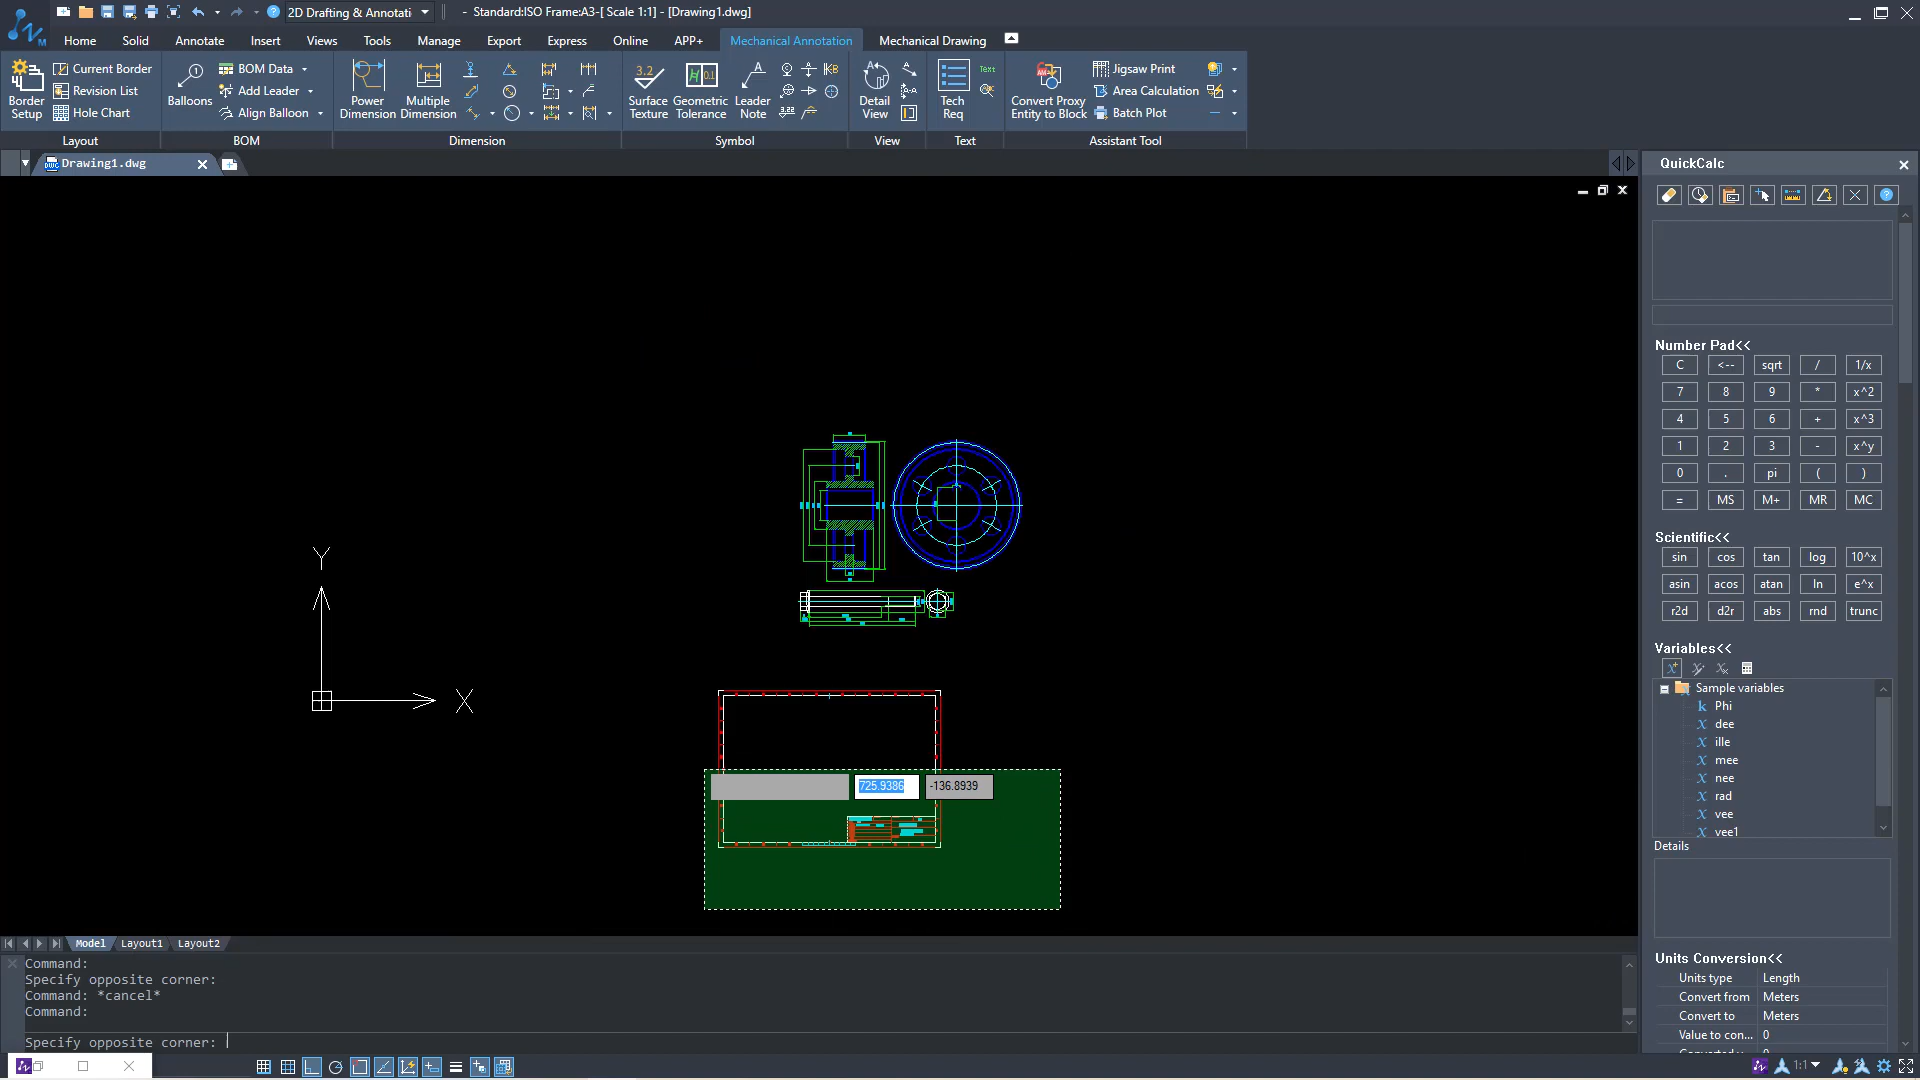 2D Drafting & Annotati
- Standard:ISO Frame:A3-[ Scale 1:1] - [Drawing1.dwg]
Home
Solid
Annotate
Insert
Views
Tools
Manage
Export
Express
Online
APP+
Mechanical Annotation
Mechanical Drawing
Border Setup
Current Border
Revision List
Hole Chart
Layout
Balloons
BOM Data
Add Leader
Align Balloon
BOM
Power Dimension
Multiple Dimension
Dimension
3.2
Surface Texture
Geometric Tolerance
Leader Note
Symbol
Detail View
View
Tech Req
Text
Text
Convert Proxy Entity to Block
Jigsaw Print
Area Calculation
Batch Plot
Assistant Tool
Drawing1.dwg
QuickCalc
Number Pad<<
C <-- sqrt / 1/x
7 8 9 * x^2
4 5 6 + x^3
1 2 3 - x^y
0 . pi ( )
= MS M+ MR MC
Scientific<<
sin cos tan log 10^x
asin acos atan ln e^x
r2d d2r abs rnd trunc
Variables<<
Sample variables
k Phi
X dee
X ille
X mee
X nee
X rad
X vee
X vee1
Details
Units Conversion<<
Units type Length
Convert from Meters
Convert to Meters
Value to con... 0
Y
X
725.9386
-136.8939
Model
Layout1
Layout2
Command:
Specify opposite corner:
Command: *cancel*
Command:
Specify opposite corner:
1:1